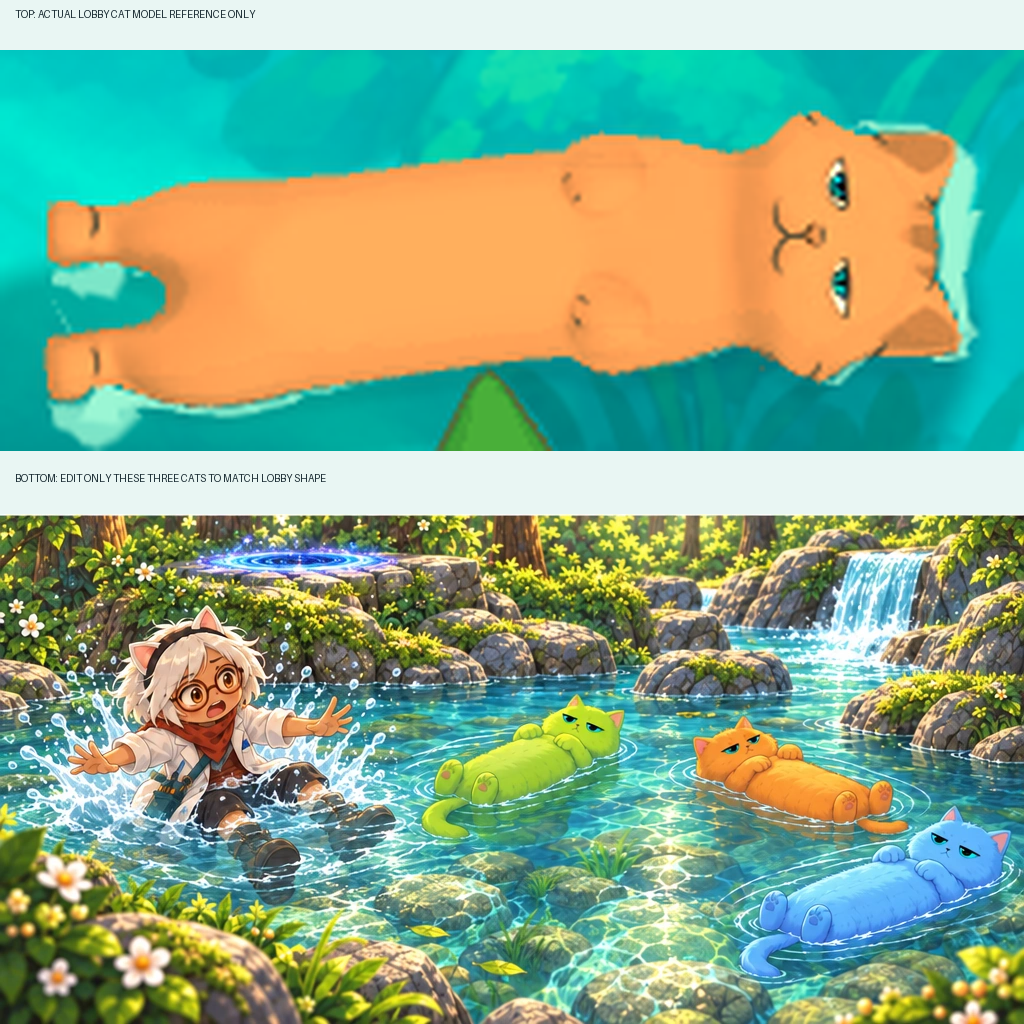 TOP: ACTUAL LOBBY CAT MODEL REFERENCE ONLY
BOTTOM: EDIT ONLY THESE THREE CATS TO MATCH LOBBY SHAPE